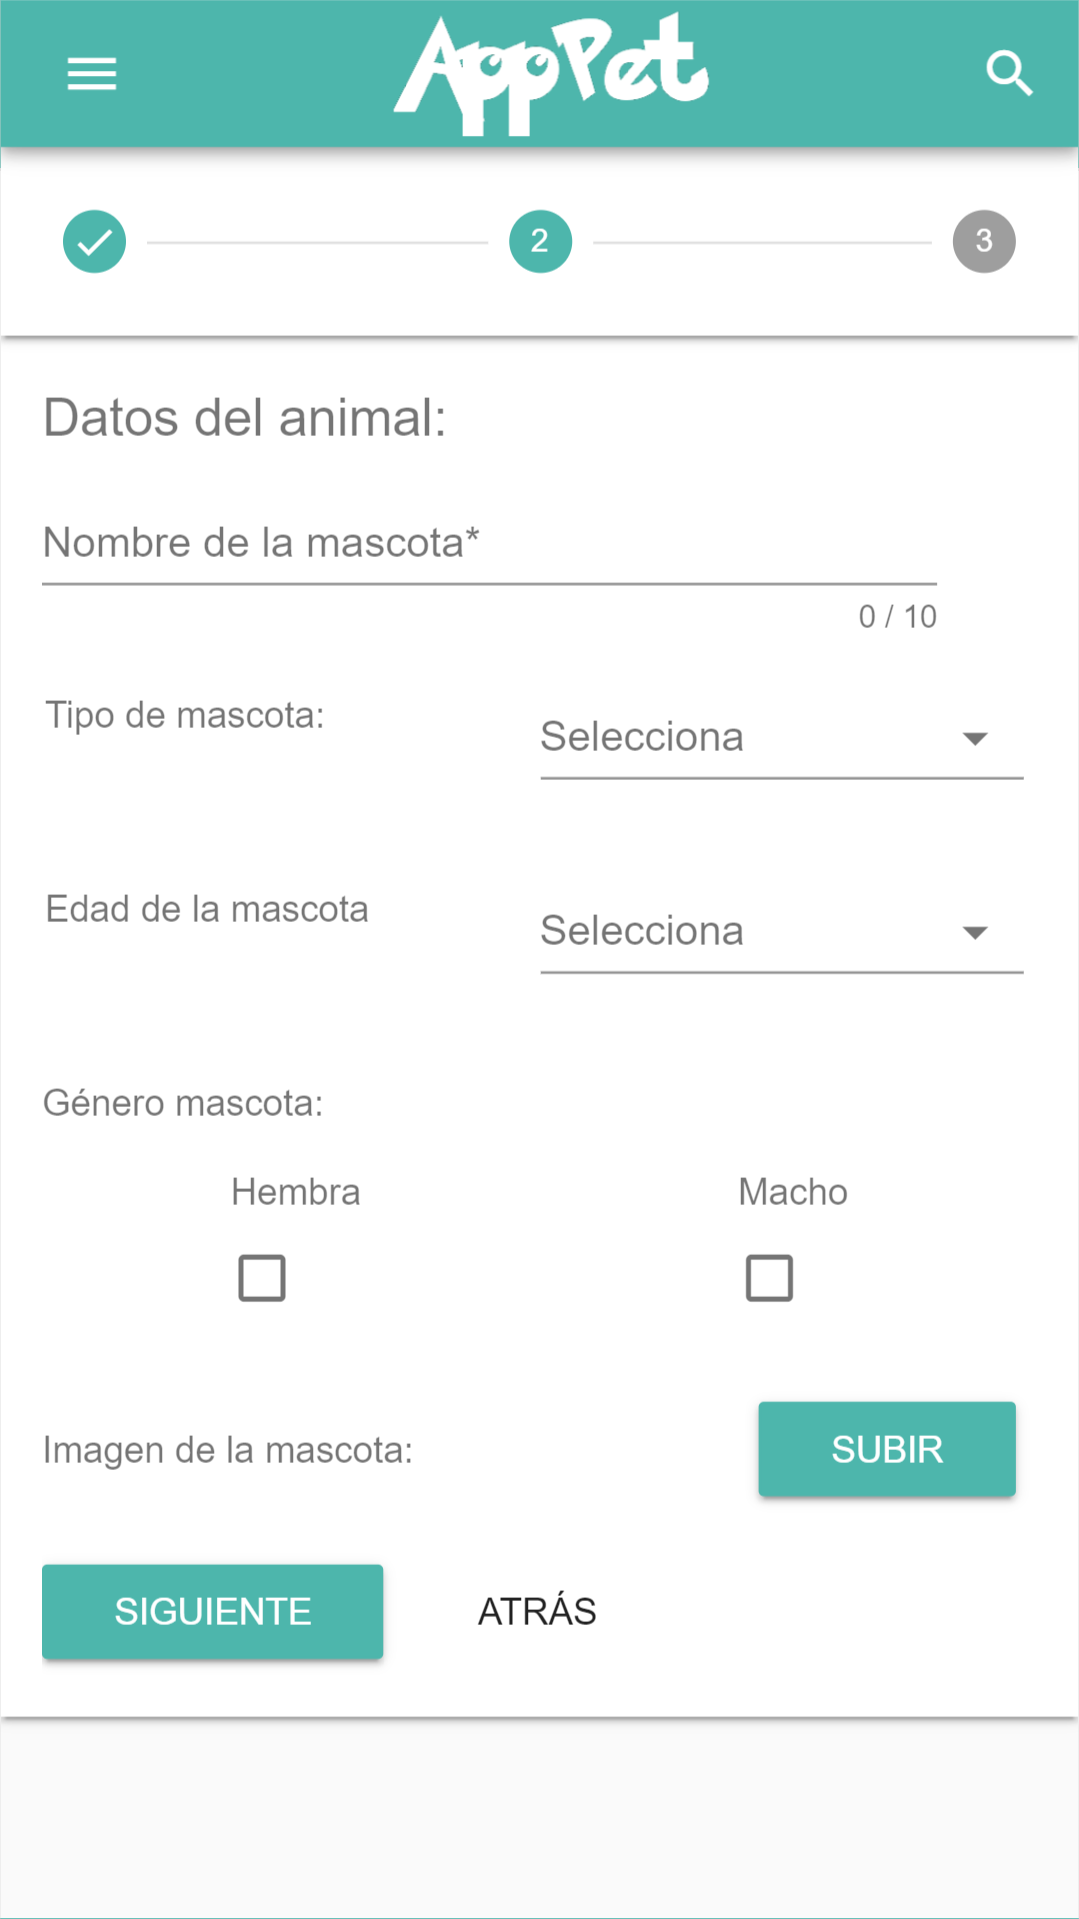 AppPet
2
3
Datos del animal:
Nombre de la mascota*
0 / 10
Tipo de mascota:
Selecciona
Edad de la mascota
Selecciona
Género mascota:
Hembra
Macho
Imagen de la mascota:
SUBIR
SIGUIENTE
ATRÁS